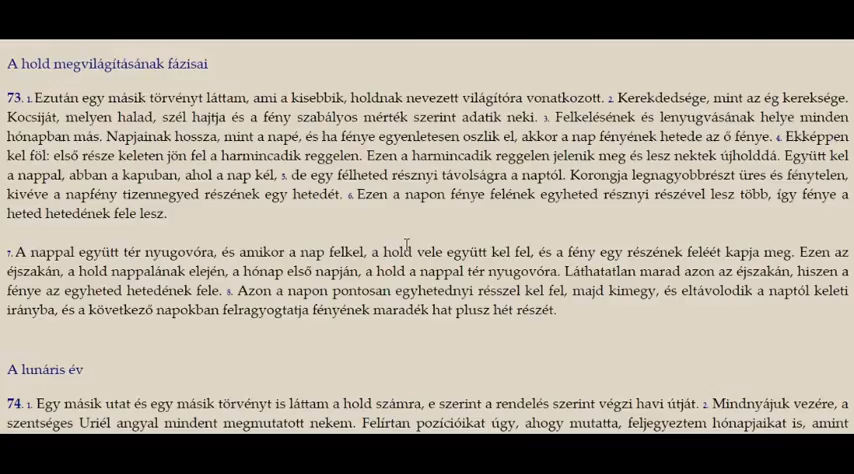 A hold megvilágításának fázisai
73. 1. Ezután egy másik törvényt láttam, ami a kisebbik, holdnak nevezett világítóra vonatkozott. 2. Kerekdedsége, mint az ég kereksége.
Kocsiját, melyen halad, szél hajtja és a fény szabályos mérték szerint adatik neki. 3. Felkelésének és lenyugvásának helye minden
hónapban más. Napjainak hossza, mint a napé, és ha fénye egyenletesen oszlik el, akkor a nap fényének hetede az ő fénye. 4. Ekképpen
kel föl: első része keleten jön fel a harmincadik reggelen. Ezen a harmincadik reggelen jelenik meg és lesz nektek újholddá. Együtt kel
a nappal, abban a kapuban, ahol a nap kél, 5. de egy félheted résznyi távolságra a naptól. Korongja legnagyobbrészt üres és fénytelen,
kivéve a napfény tizennegyed részének egy hetedét. 6. Ezen a napon fénye felének egyheted résznyi részével lesz több, így fénye a
heted hetedének fele lesz.
7. A nappal együtt tér nyugovóra, és amikor a nap felkel, a hold vele együtt kel fel, és a fény egy részének feléét kapja meg. Ezen az
éjszakán, a hold nappalának elején, a hónap első napján, a hold a nappal tér nyugovóra. Láthatatlan marad azon az éjszakán, hiszen a
fénye az egyheted hetedének fele. 8. Azon a napon pontosan egyhetednyi résszel kel fel, majd kimegy, és eltávolodik a naptól keleti
irányba, és a következő napokban felragyogtatja fényének maradék hat plusz hét részét.
A lunáris év
74. 1. Egy másik utat és egy másik törvényt is láttam a hold számra, e szerint a rendelés szerint végzi havi útját. 2. Mindnyájuk vezére, a
szentséges Uriél angyal mindent megmutatott nekem. Felírtam pozícióikat úgy, ahogy mutatta, feljegyeztem hónapjaikat is, amint